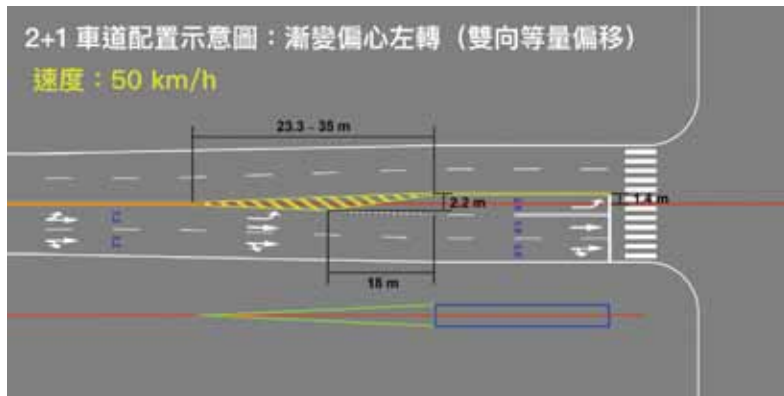 2+1 車道配置示意圖：漸變偏心左轉（雙向等量偏移）
速度：50 km/h
23.3 – 35 m
2.2 m
1.4 m
18 m